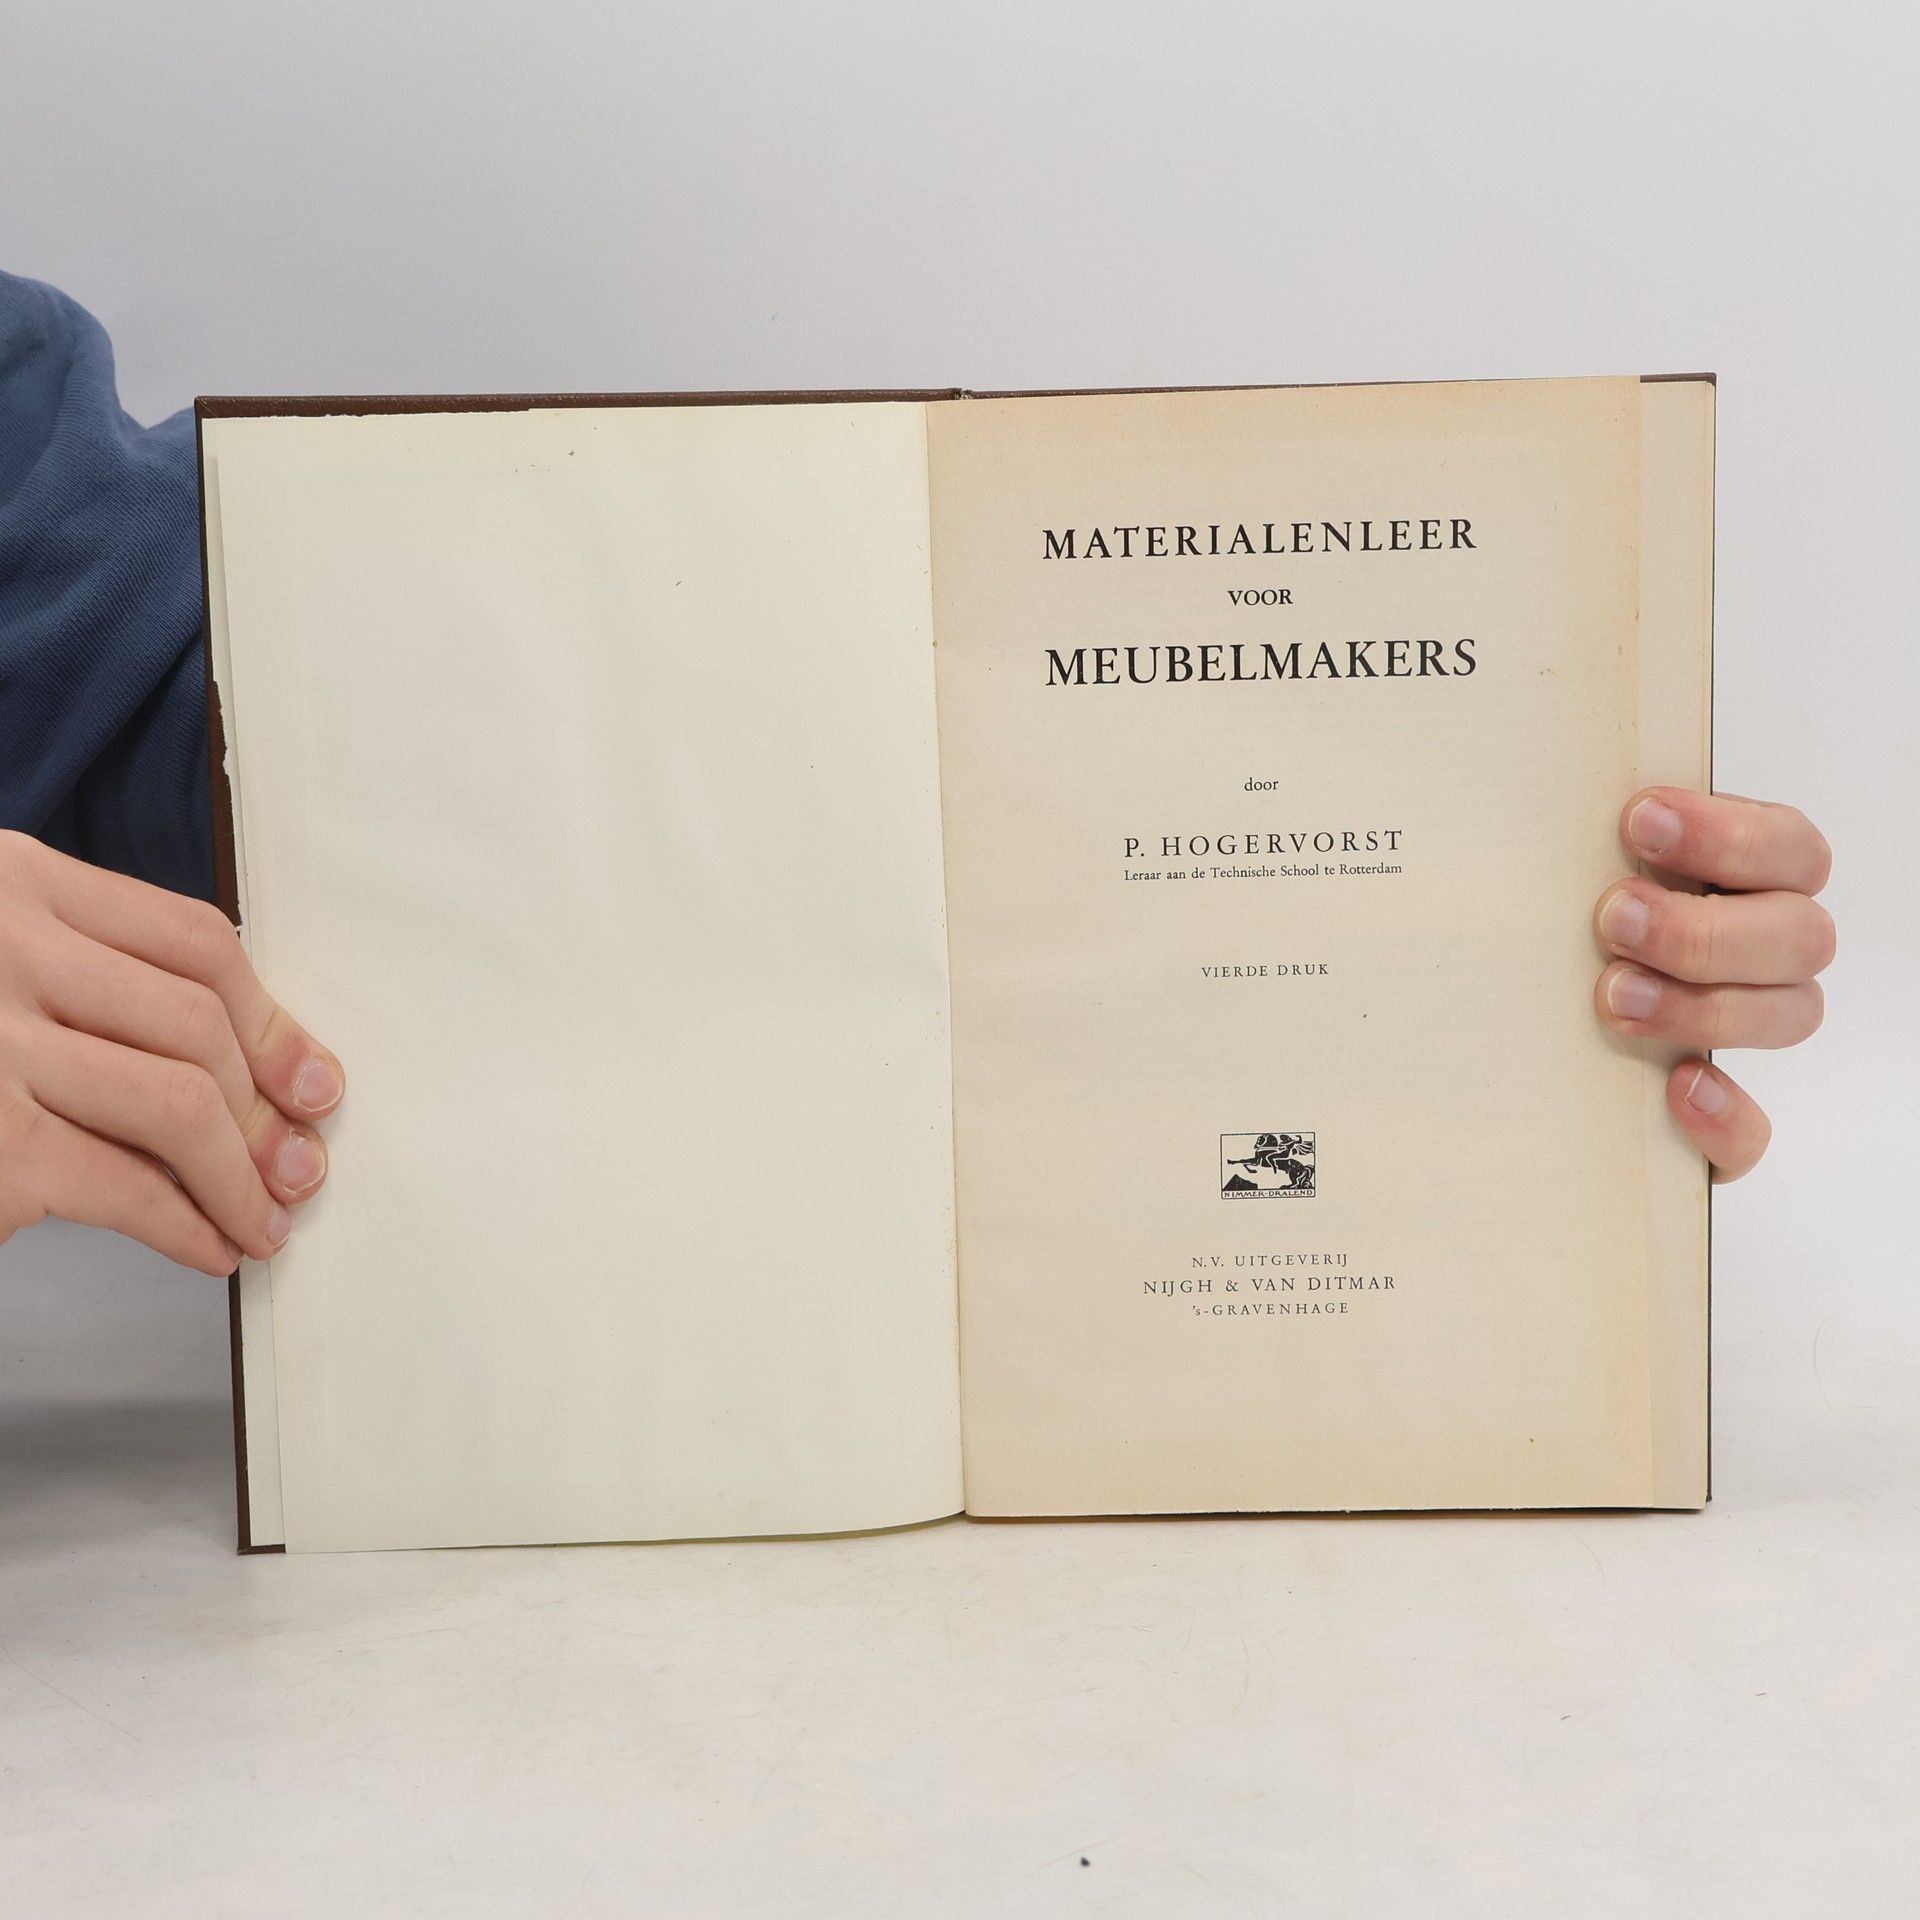 MATERIALENLEER
VOOR
MEUBELMAKERS
door
P. HOGERVORST
Leraar aan de Technische School te Rotterdam
VIERDE DRUK
NIMMER-DRALEND
N.V. UITGEVERIJ
NIJGH & VAN DITMAR
's-GRAVENHAGE